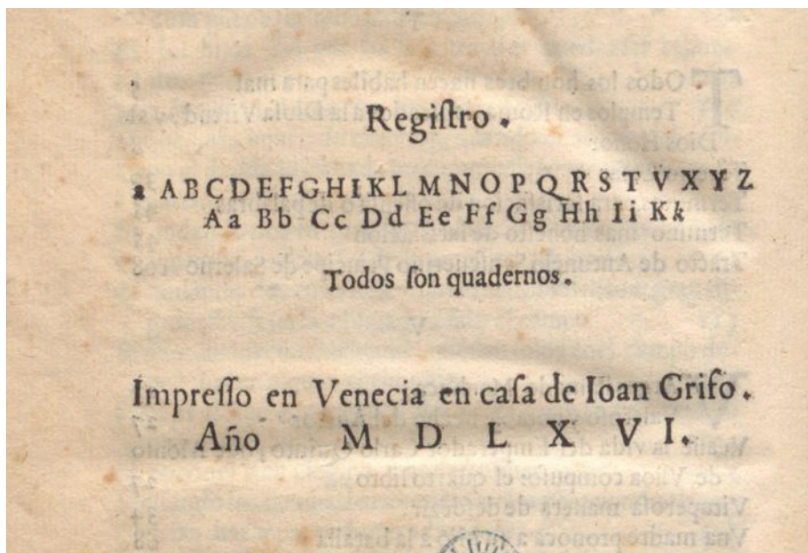 Regiſtro.
a A B C D E F G H I K L M N O P Q R S T V X Y Z
Aa Bb Cc Dd Ee Ff Gg Hh Ii Kk
Todos ſon quadernos.
Impreſſo en Venecia en caſa de Ioan Grifo.
Año M D L X V I.